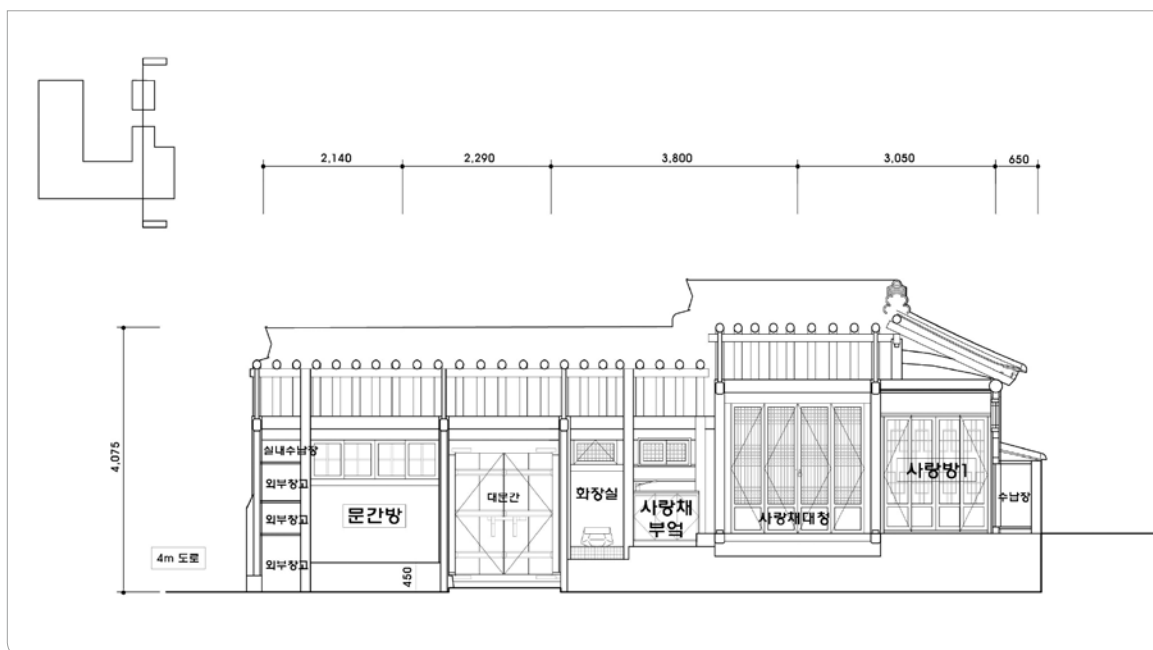 2,140
2,290
3,800
3,050
650
4,075
실내수납장
외부창고
외부창고
외부창고
문간방
450
대문간
화장실
사랑채
부엌
사랑채대청
사랑방1
수납장
4m 도로